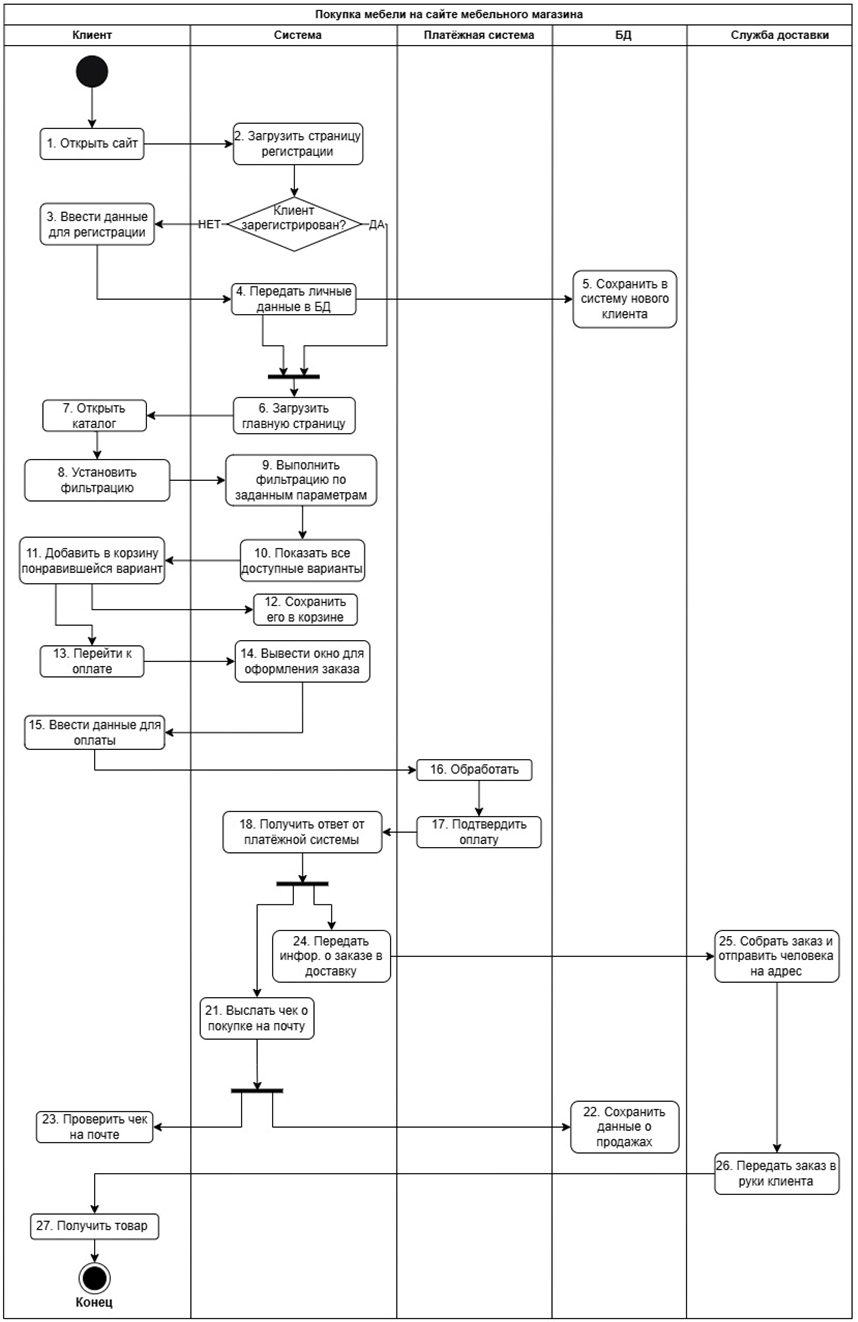 Покупка мебели на сайте мебельного магазина
Клиент
Система
Платёжная система
БД
Служба доставки
1. Открыть сайт
2. Загрузить страницу
регистрации
3. Ввести данные
для регистрации
НЕТ
Клиент
зарегистрирован?
ДА
4. Передать личные
данные в БД
5. Сохранить в
систему нового
клиента
7. Открыть
каталог
6. Загрузить
главную страницу
8. Установить
фильтрацию
9. Выполнить
фильтрацию по
заданным параметрам
11. Добавить в корзину
понравившейся вариант
10. Показать все
доступные варианты
12. Сохранить
его в корзине
13. Перейти к
оплате
14. Вывести окно для
оформления заказа
15. Ввести данные для
оплаты
16. Обработать
18. Получить ответ от
платёжной системы
17. Подтвердить
оплату
24. Передать
инфор. о заказе в
доставку
25. Собрать заказ и
отправить человека
на адрес
21. Выслать чек о
покупке на почту
23. Проверить чек
на почте
22. Сохранить
данные о
продажах
26. Передать заказ в
руки клиента
27. Получить товар
Конец